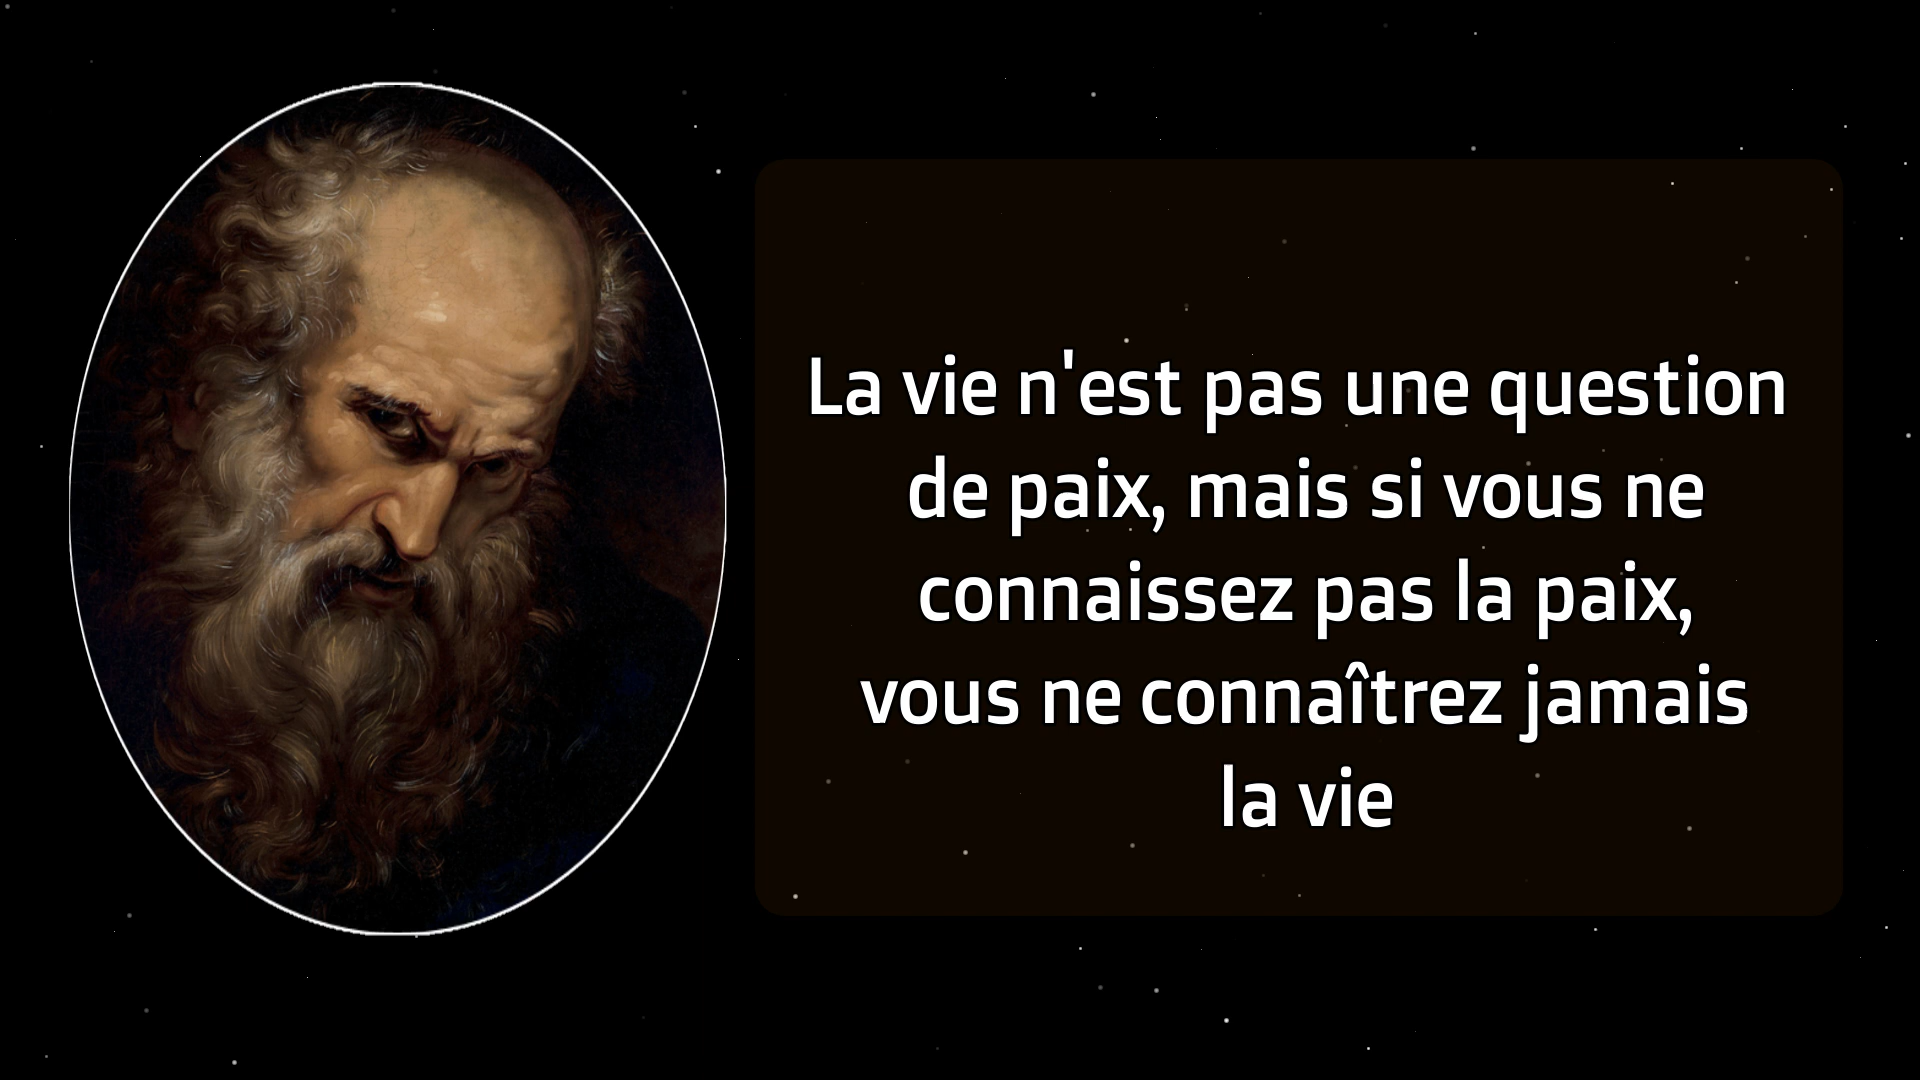 La vie n'est pas une question
de paix, mais si vous ne
connaissez pas la paix,
vous ne connaîtrez jamais
la vie